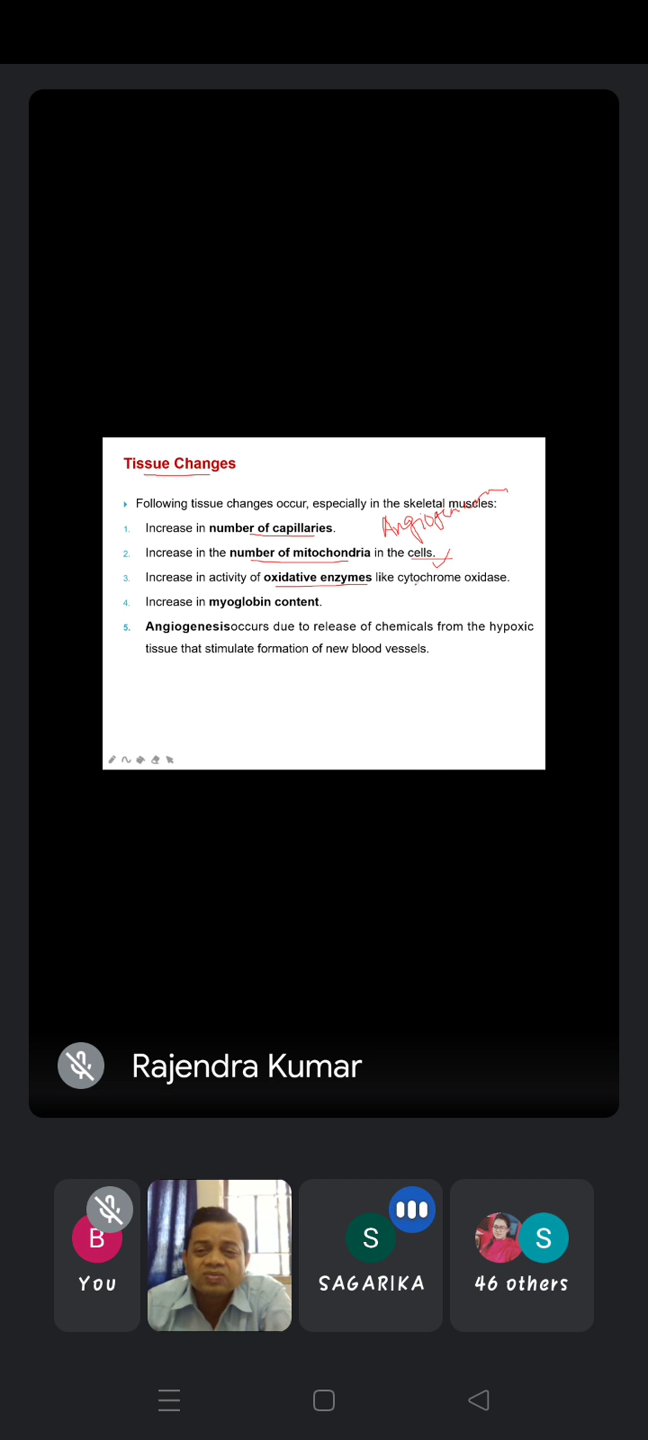 Tissue Changes
Following tissue changes occur, especially in the skeletal muscles:
1. Increase in number of capillaries.
Angiogenesis
2. Increase in the number of mitochondria in the cells.
3. Increase in activity of oxidative enzymes like cytochrome oxidase.
4. Increase in myoglobin content.
5. Angiogenesisoccurs due to release of chemicals from the hypoxic
tissue that stimulate formation of new blood vessels.
Rajendra Kumar
B
S
S
You
SAGARIKA
46 others